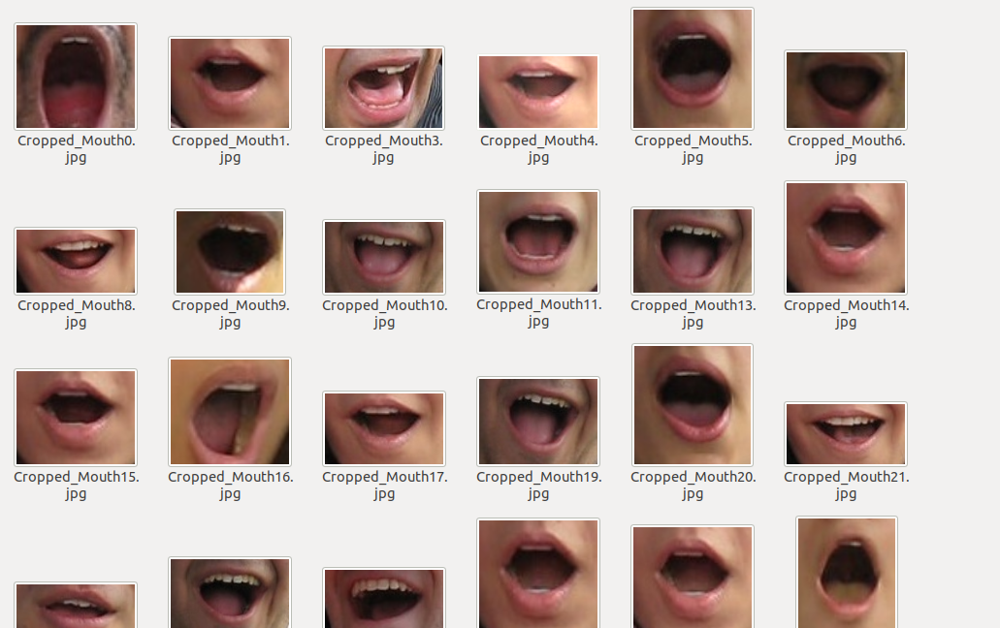 Cropped_Mouth0.
jpg
Cropped_Mouth1.
jpg
Cropped_Mouth3.
jpg
Cropped_Mouth4.
jpg
Cropped_Mouth5.
jpg
Cropped_Mouth6.
jpg
Cropped_Mouth8.
jpg
Cropped_Mouth9.
jpg
Cropped_Mouth10.
jpg
Cropped_Mouth11.
jpg
Cropped_Mouth13.
jpg
Cropped_Mouth14.
jpg
Cropped_Mouth15.
jpg
Cropped_Mouth16.
jpg
Cropped_Mouth17.
jpg
Cropped_Mouth19.
jpg
Cropped_Mouth20.
jpg
Cropped_Mouth21.
jpg